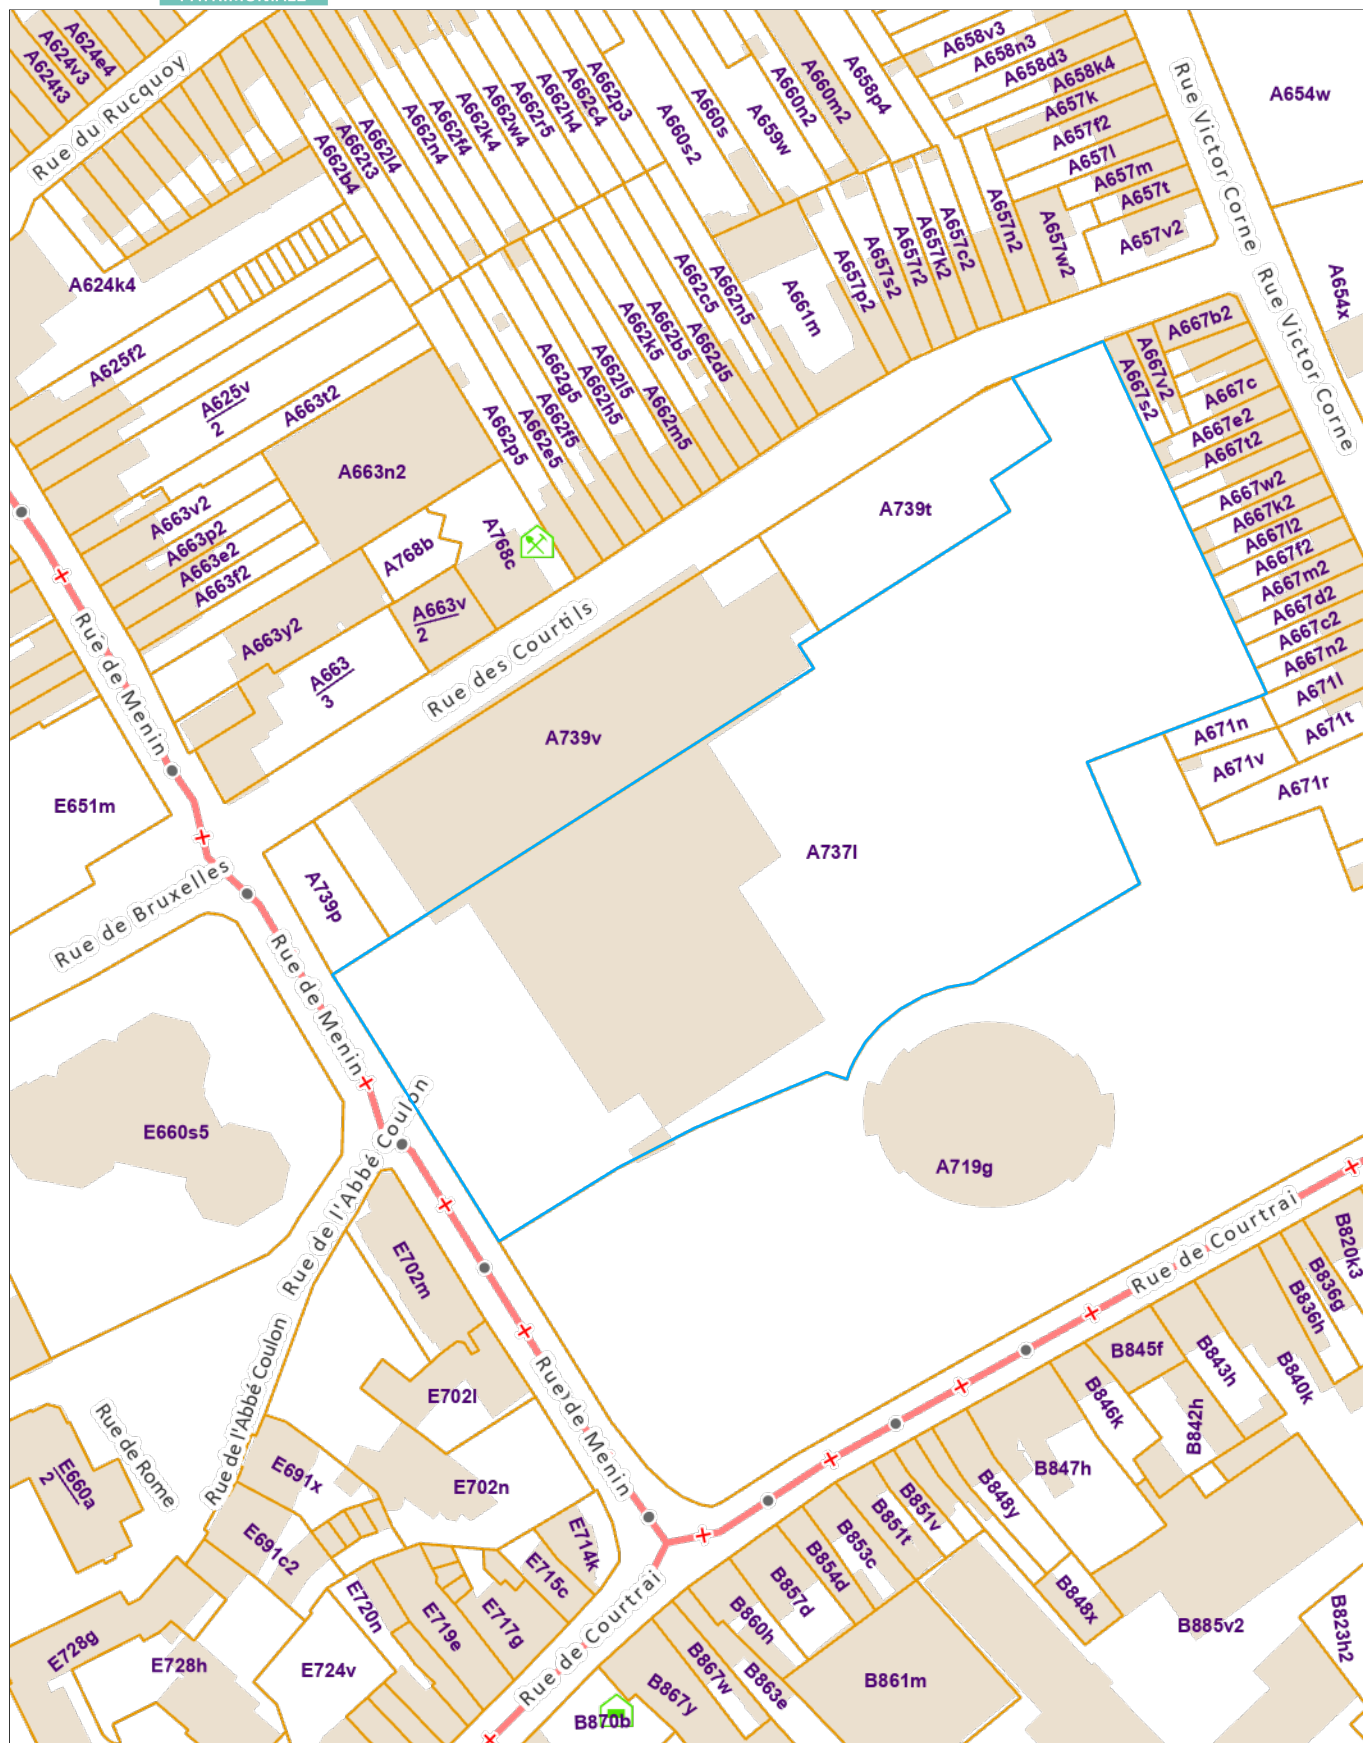 A624e4
A624v3
A624t3
Rue du Rucquoy
A662b4
A662t3
A662l4
A662n4
A662f4
A662k4
A662w4
A662r5
A662h4
A662c4
A662p3
A660s2
A660s
A659w
A660n2
A660m2
A658p4
A658v3
A658n3
A658d3
A658k4
A657k
A657f2
A657l
A657m
A657t
A657v2
Rue Victor Corne
A654w
A624k4
A625f2
A625v
2
A663t2
A663n2
A662p5
A662e5
A662f5
A662g5
A662h5
A662l5
A662m5
A662k5
A662b5
A662d5
A662c5
A662n5
A661m
A657p2
A657s2
A657r2
A657k2
A657c2
A657n2
A657w2
Rue Victor Corne
A654x
A667b2
A667v2
A667s2
A667c
A667e2
A667t2
A667w2
A667k2
A667l2
A667f2
A667m2
A667d2
A667c2
A667n2
A671l
A671t
A671n
A671v
A671r
A663v2
A663p2
A663e2
A663f2
A768b
A768c
A663v
2
A663y2
A663
3
Rue des Courtils
A739t
A739v
A737l
Rue de Menin
E651m
Rue de Bruxelles
A739p
Rue de Menin
E660s5
Rue de l'Abbé Coulon
A719g
E702m
Rue de Courtrai
B820k3
B836g
B836h
B840k
B843h
B845f
B842h
B846k
B847h
E702l
Rue de Menin
Rue de l'Abbé Coulon
Rue de Rome
E660a
2
E691x
E702n
E691c2
E714k
E715c
E717g
E719e
E720n
E728g
E728h
E724v
Rue de Courtrai
B848y
B851v
B851t
B853c
B854d
B857d
B860h
B848x
B885v2
B823h2
B867w
B863e
B867y
B861m
B870b